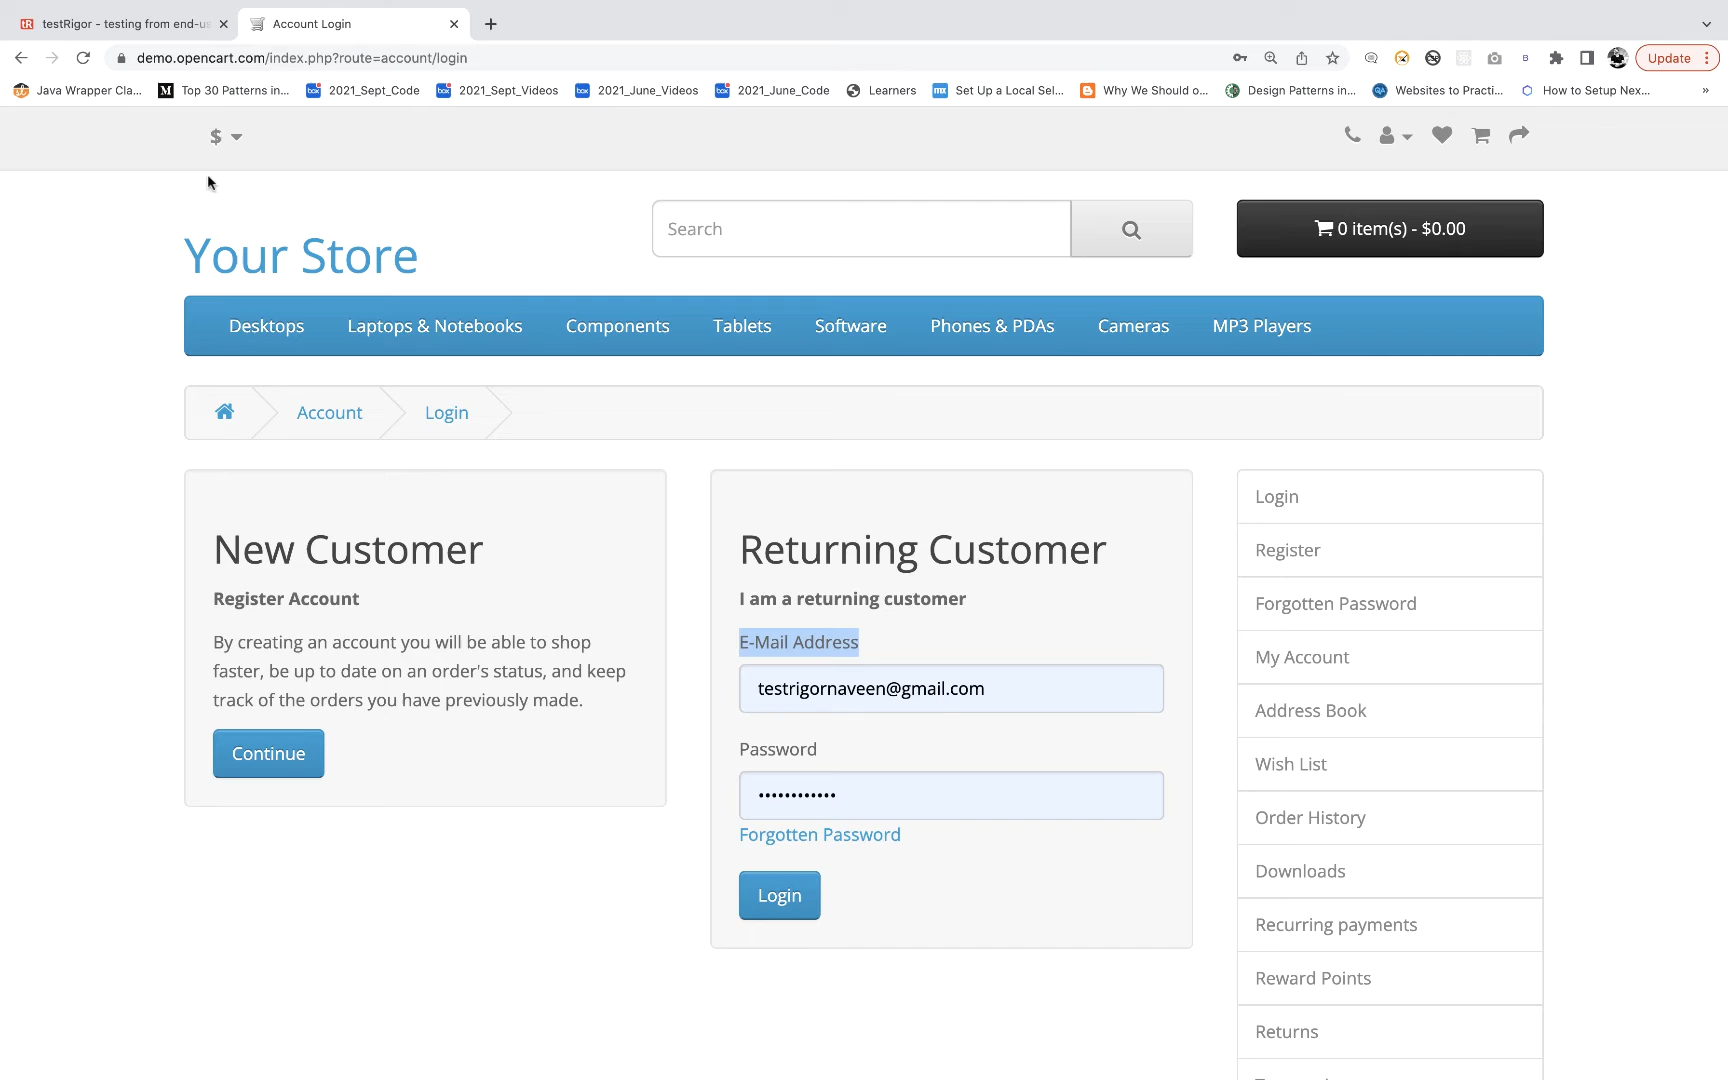 testRigor - testing from end-us
Account Login
demo.opencart.com/index.php?route=account/login
Update
Java Wrapper Cla...
Top 30 Patterns in...
2021_Sept_Code
2021_Sept_Videos
2021_June_Videos
2021_June_Code
Learners
Set Up a Local Sel...
Why We Should o...
Design Patterns in...
Websites to Practi...
How to Setup Nex...
»
$
Your Store
Search
0 item(s) - $0.00
Desktops
Laptops & Notebooks
Components
Tablets
Software
Phones & PDAs
Cameras
MP3 Players
Account
Login
New Customer
Register Account
By creating an account you will be able to shop
faster, be up to date on an order's status, and keep
track of the orders you have previously made.
Continue
Returning Customer
I am a returning customer
E-Mail Address
testrigornaveen@gmail.com
Password
••••••••••••
Forgotten Password
Login
Login
Register
Forgotten Password
My Account
Address Book
Wish List
Order History
Downloads
Recurring payments
Reward Points
Returns